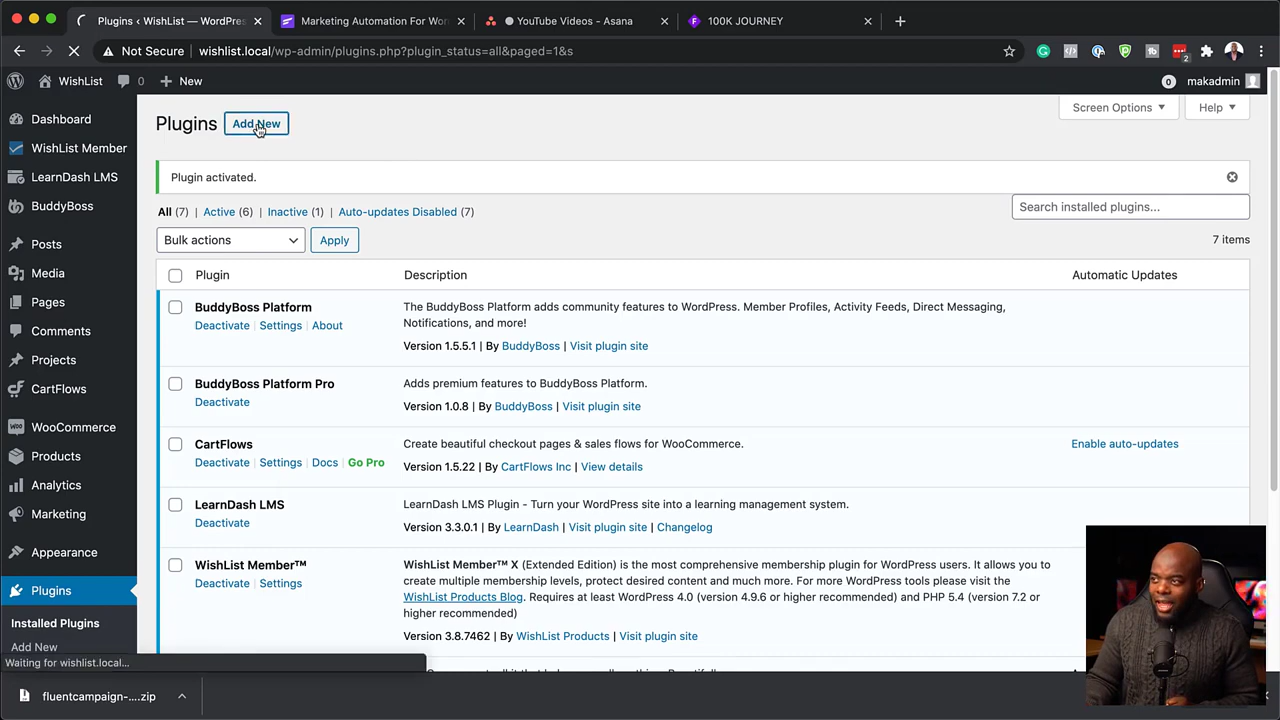 Plugins ‹ WishList — WordPres
Marketing Automation For Wor
YouTube Videos - Asana
100K JOURNEY
Not Secure
wishlist.local/wp-admin/plugins.php?plugin_status=all&paged=1&s
2
WishList
0
New
0
makadmin
Dashboard
WishList Member
LearnDash LMS
BuddyBoss
Posts
Media
Pages
Comments
Projects
CartFlows
WooCommerce
Products
Analytics
Marketing
Appearance
Plugins
Installed Plugins
Add New
Plugins
Add New
Screen Options
Help
Plugin activated.
All (7) | Active (6) | Inactive (1) | Auto-updates Disabled (7)
Search installed plugins...
Bulk actions
Apply
7 items
Plugin
Description
Automatic Updates
BuddyBoss Platform
Deactivate | Settings | About
The BuddyBoss Platform adds community features to WordPress. Member Profiles, Activity Feeds, Direct Messaging,
Notifications, and more!
Version 1.5.5.1 | By BuddyBoss | Visit plugin site
BuddyBoss Platform Pro
Deactivate
Adds premium features to BuddyBoss Platform.
Version 1.0.8 | By BuddyBoss | Visit plugin site
CartFlows
Deactivate | Settings | Docs | Go Pro
Create beautiful checkout pages & sales flows for WooCommerce.
Version 1.5.22 | By CartFlows Inc | View details
Enable auto-updates
LearnDash LMS
Deactivate
LearnDash LMS Plugin - Turn your WordPress site into a learning management system.
Version 3.3.0.1 | By LearnDash | Visit plugin site | Changelog
WishList Member™
Deactivate | Settings
WishList Member™ X (Extended Edition) is the most comprehensive membership plugin for WordPress users. It allows you to
create multiple membership levels, protect desired content and much more. For more WordPress tools please visit the
WishList Products Blog. Requires at least WordPress 4.0 (version 4.9.6 or higher recommended) and PHP 5.4 (version 7.2 or
higher recommended)
Version 3.8.7462 | By WishList Products | Visit plugin site
Waiting for wishlist.local...
fluentcampaign-....zip